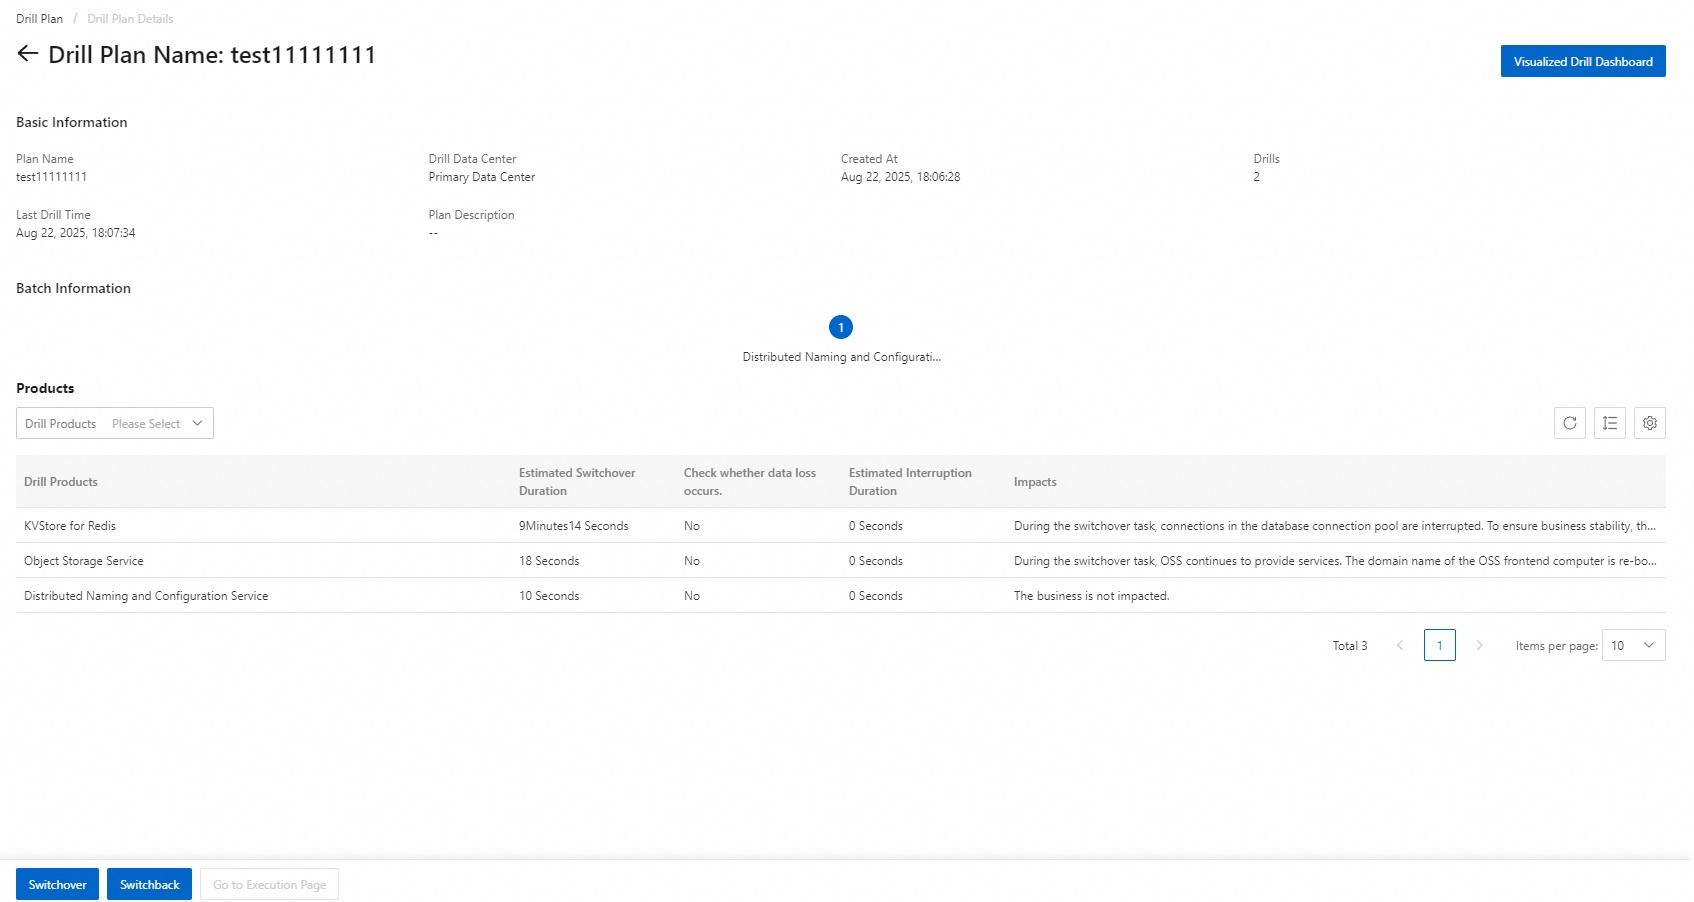 Drill Plan / Drill Plan Details
Drill Plan Name: test11111111
Visualized Drill Dashboard
Basic Information
Plan Name
test11111111
Drill Data Center
Primary Data Center
Created At
Aug 22, 2025, 18:06:28
Drills
2
Last Drill Time
Aug 22, 2025, 18:07:34
Plan Description
--
Batch Information
1
Distributed Naming and Configurati...
Products
Drill Products Please Select
Drill Products
Estimated Switchover
Duration
Check whether data loss
occurs.
Estimated Interruption
Duration
Impacts
KVStore for Redis 9Minutes14 Seconds No 0 Seconds During the switchover task, connections in the database connection pool are interrupted. To ensure business stability, th...
Object Storage Service 18 Seconds No 0 Seconds During the switchover task, OSS continues to provide services. The domain name of the OSS frontend computer is re-bo...
Distributed Naming and Configuration Service 10 Seconds No 0 Seconds The business is not impacted.
Total 3 < 1 > Items per page: 10
Switchover Switchback Go to Execution Page